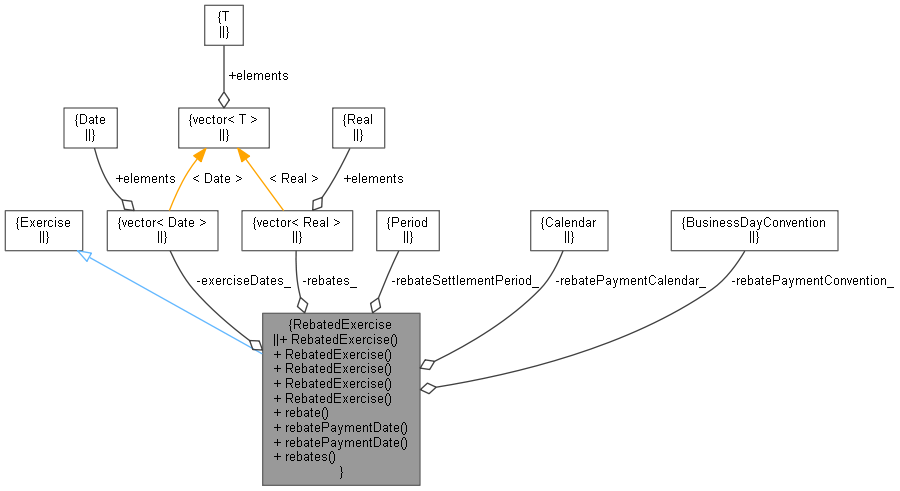 {T
||}
+elements
{Date
||}
{vector< T >
||}
{Real
||}
+elements
< Date >
< Real >
+elements
{Exercise
||}
{vector< Date >
||}
{vector< Real >
||}
{Period
||}
{Calendar
||}
{BusinessDayConvention
||}
-exerciseDates_
-rebates_
-rebateSettlementPeriod_
-rebatePaymentCalendar_
-rebatePaymentConvention_
{RebatedExercise
||+ RebatedExercise()
+ RebatedExercise()
+ RebatedExercise()
+ RebatedExercise()
+ RebatedExercise()
+ rebate()
+ rebatePaymentDate()
+ rebatePaymentDate()
+ rebates()
}